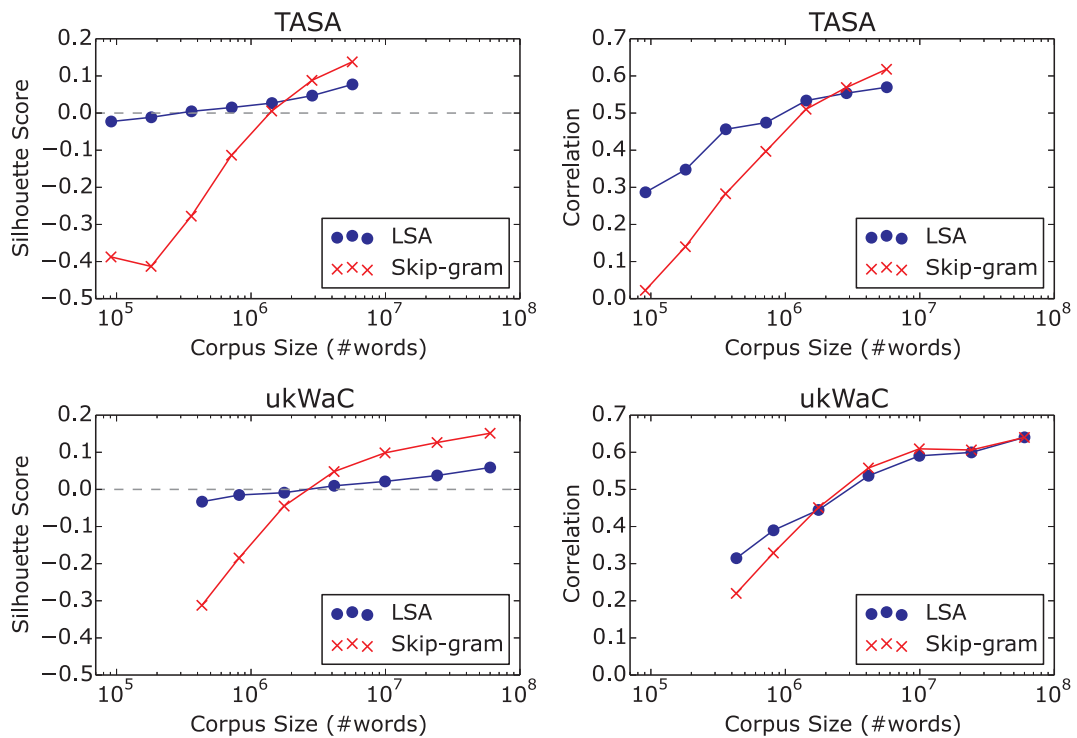 TASA
Silhouette Score
0.2
0.1
0.0
−0.1
−0.2
−0.3
−0.4
−0.5
LSA
Skip-gram
10^5 10^6 10^7 10^8
Corpus Size (#words)
TASA
Correlation
0.7
0.6
0.5
0.4
0.3
0.2
0.1
0.0
LSA
Skip-gram
10^5 10^6 10^7 10^8
Corpus Size (#words)
ukWaC
Silhouette Score
0.2
0.1
0.0
−0.1
−0.2
−0.3
−0.4
−0.5
LSA
Skip-gram
10^5 10^6 10^7 10^8
Corpus Size (#words)
ukWaC
Correlation
0.7
0.6
0.5
0.4
0.3
0.2
0.1
0.0
LSA
Skip-gram
10^5 10^6 10^7 10^8
Corpus Size (#words)